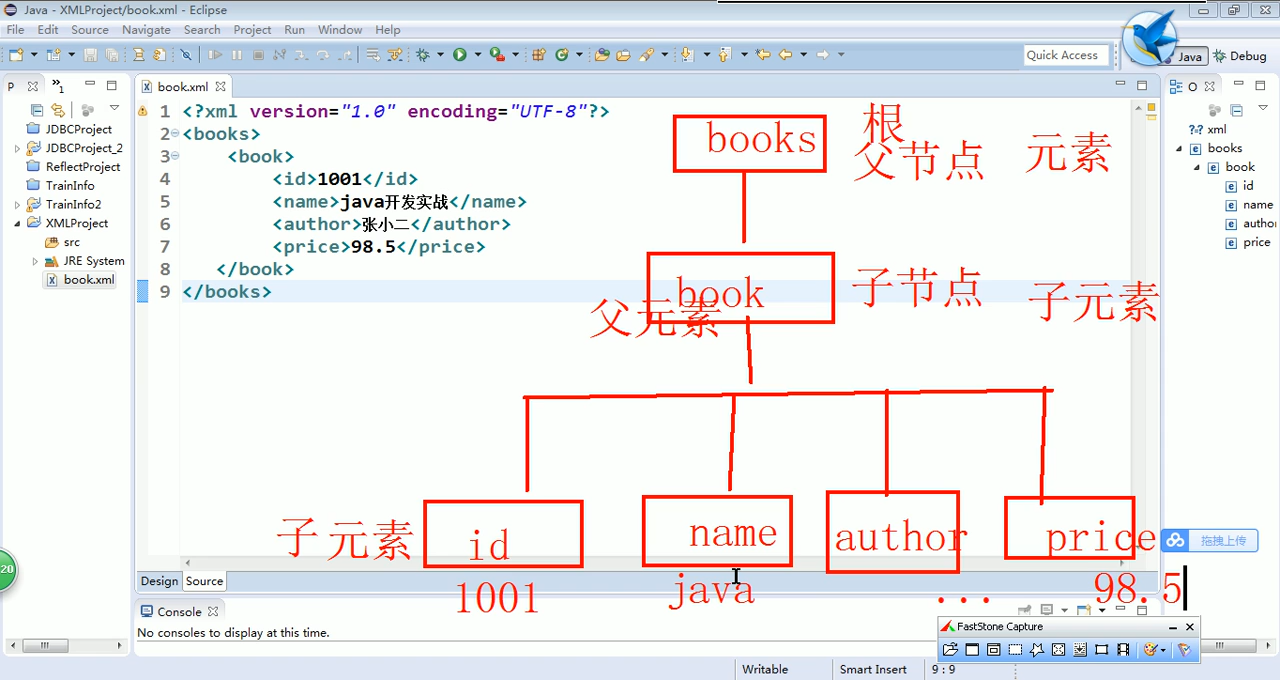 Java - XMLProject/book.xml - Eclipse
File Edit Source Navigate Search Project Run Window Help
Quick Access
Java
Debug
P
1
book.xml
O
JDBCProject
JDBCProject_2
ReflectProject
TrainInfo
TrainInfo2
XMLProject
src
JRE System
book.xml
1 <?xml version="1.0" encoding="UTF-8"?>
2 <books>
3 <book>
4 <id>1001</id>
5 <name>java开发实战</name>
6 <author>张小二</author>
7 <price>98.5</price>
8 </book>
9 </books>
books
根
父节点
元素
book
子节点
子元素
父元素
子元素
id
name
author
price
1001
java
...
98.5
?? xml
e books
e book
e id
e name
e autho
e price
拖拽上传
20
Design Source
Console
No consoles to display at this time.
FastStone Capture
Writable
Smart Insert
9 : 9